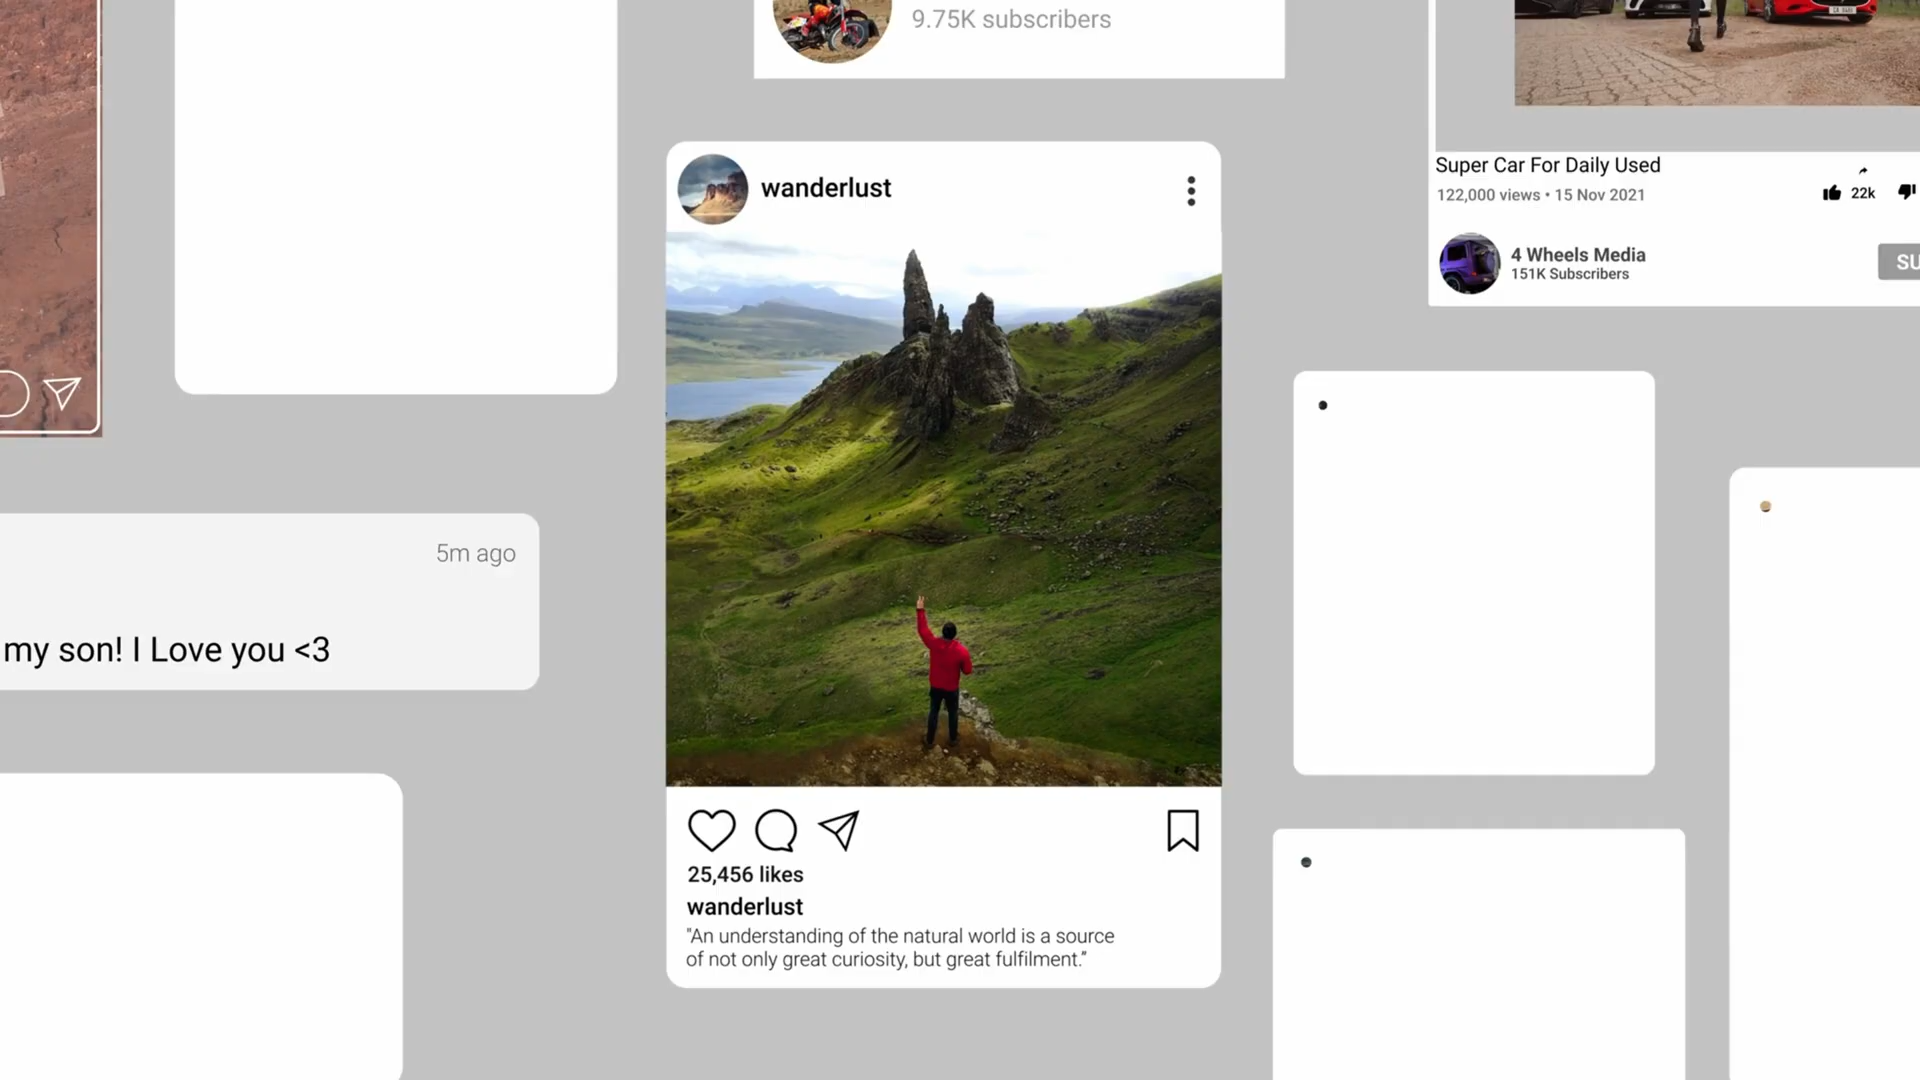 9.75K subscribers
wanderlust
Super Car For Daily Used
122,000 views • 15 Nov 2021
22k
4 Wheels Media
151K Subscribers
SU
5m ago
my son! I Love you <3
25,456 likes
wanderlust
"An understanding of the natural world is a source
of not only great curiosity, but great fulfilment.”